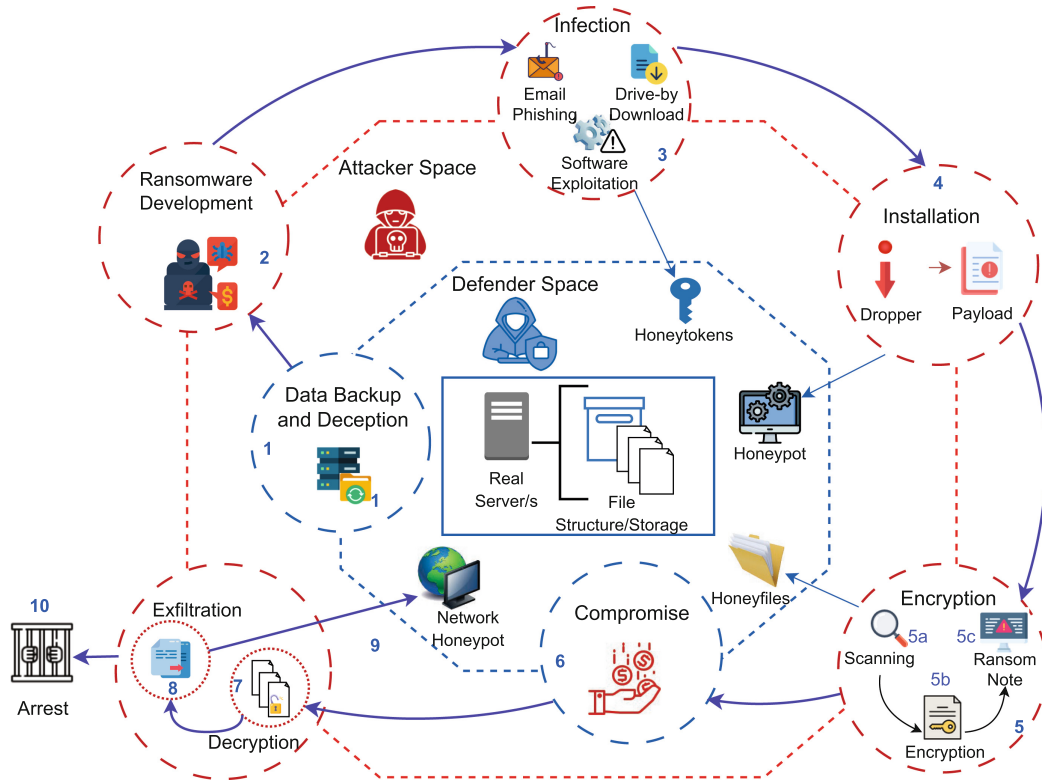 Infection
Email
Phishing
Drive-by
Download
Software
Exploitation
3
Ransomware
Development
2
Attacker Space
4
Installation
Dropper
Payload
Defender Space
Honeytokens
Data Backup
and Deception
1
1
Real
Server/s
File
Structure/Storage
Honeypot
Honeyfiles
Network
Honeypot
9
Compromise
6
Encryption
5a
5c
Scanning
Ransom
Note
5b
5
Encryption
Exfiltration
8
7
Decryption
10
Arrest